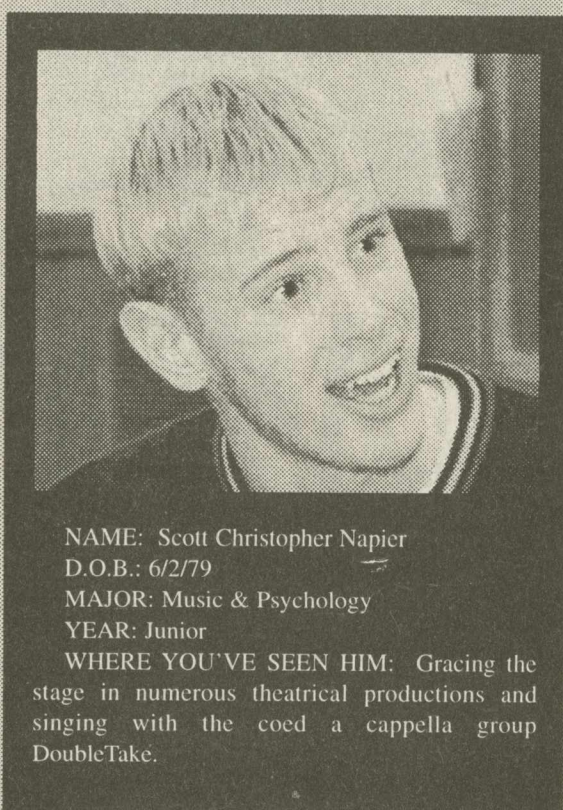 NAME: Scott Christopher Napier
D.O.B.: 6/2/79
MAJOR: Music & Psychology
YEAR: Junior
WHERE YOU'VE SEEN HIM: Gracing the
stage in numerous theatrical productions and
singing with the coed a cappella group
DoubleTake.